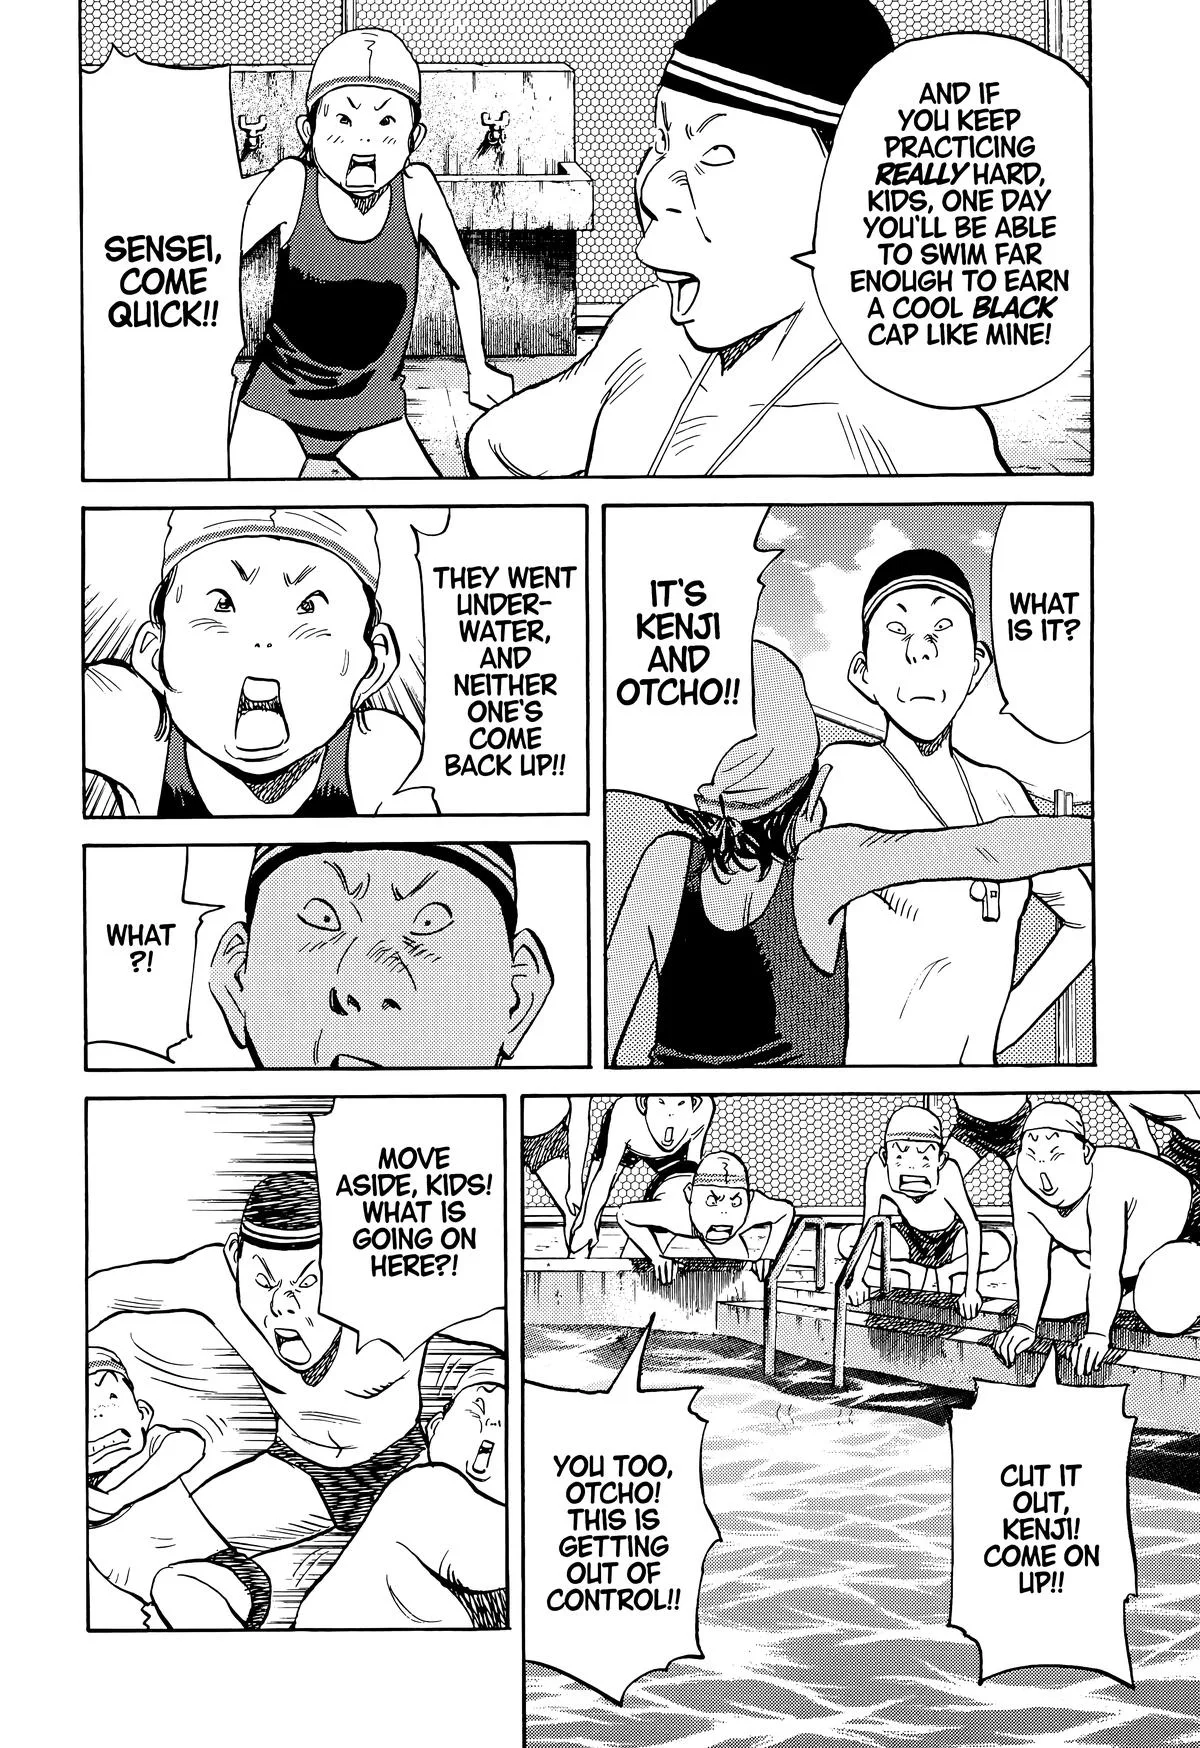 AND IF
YOU KEEP
PRACTICING
REALLY HARD,
KIDS, ONE DAY
YOU'LL BE ABLE
TO SWIM FAR
ENOUGH TO EARN
A COOL BLACK
CAP LIKE MINE!
SENSEI,
COME
QUICK!!
WHAT
IS IT?
IT'S
KENJI
AND
OTCHO!!
THEY WENT
UNDER-
WATER,
AND
NEITHER
ONE'S
COME
BACK UP!!
WHAT
?!
CUT IT
OUT,
KENJI!
COME ON
UP!!
YOU TOO,
OTCHO!
THIS IS
GETTING
OUT OF
CONTROL!!
MOVE
ASIDE, KIDS!
WHAT IS
GOING ON
HERE?!